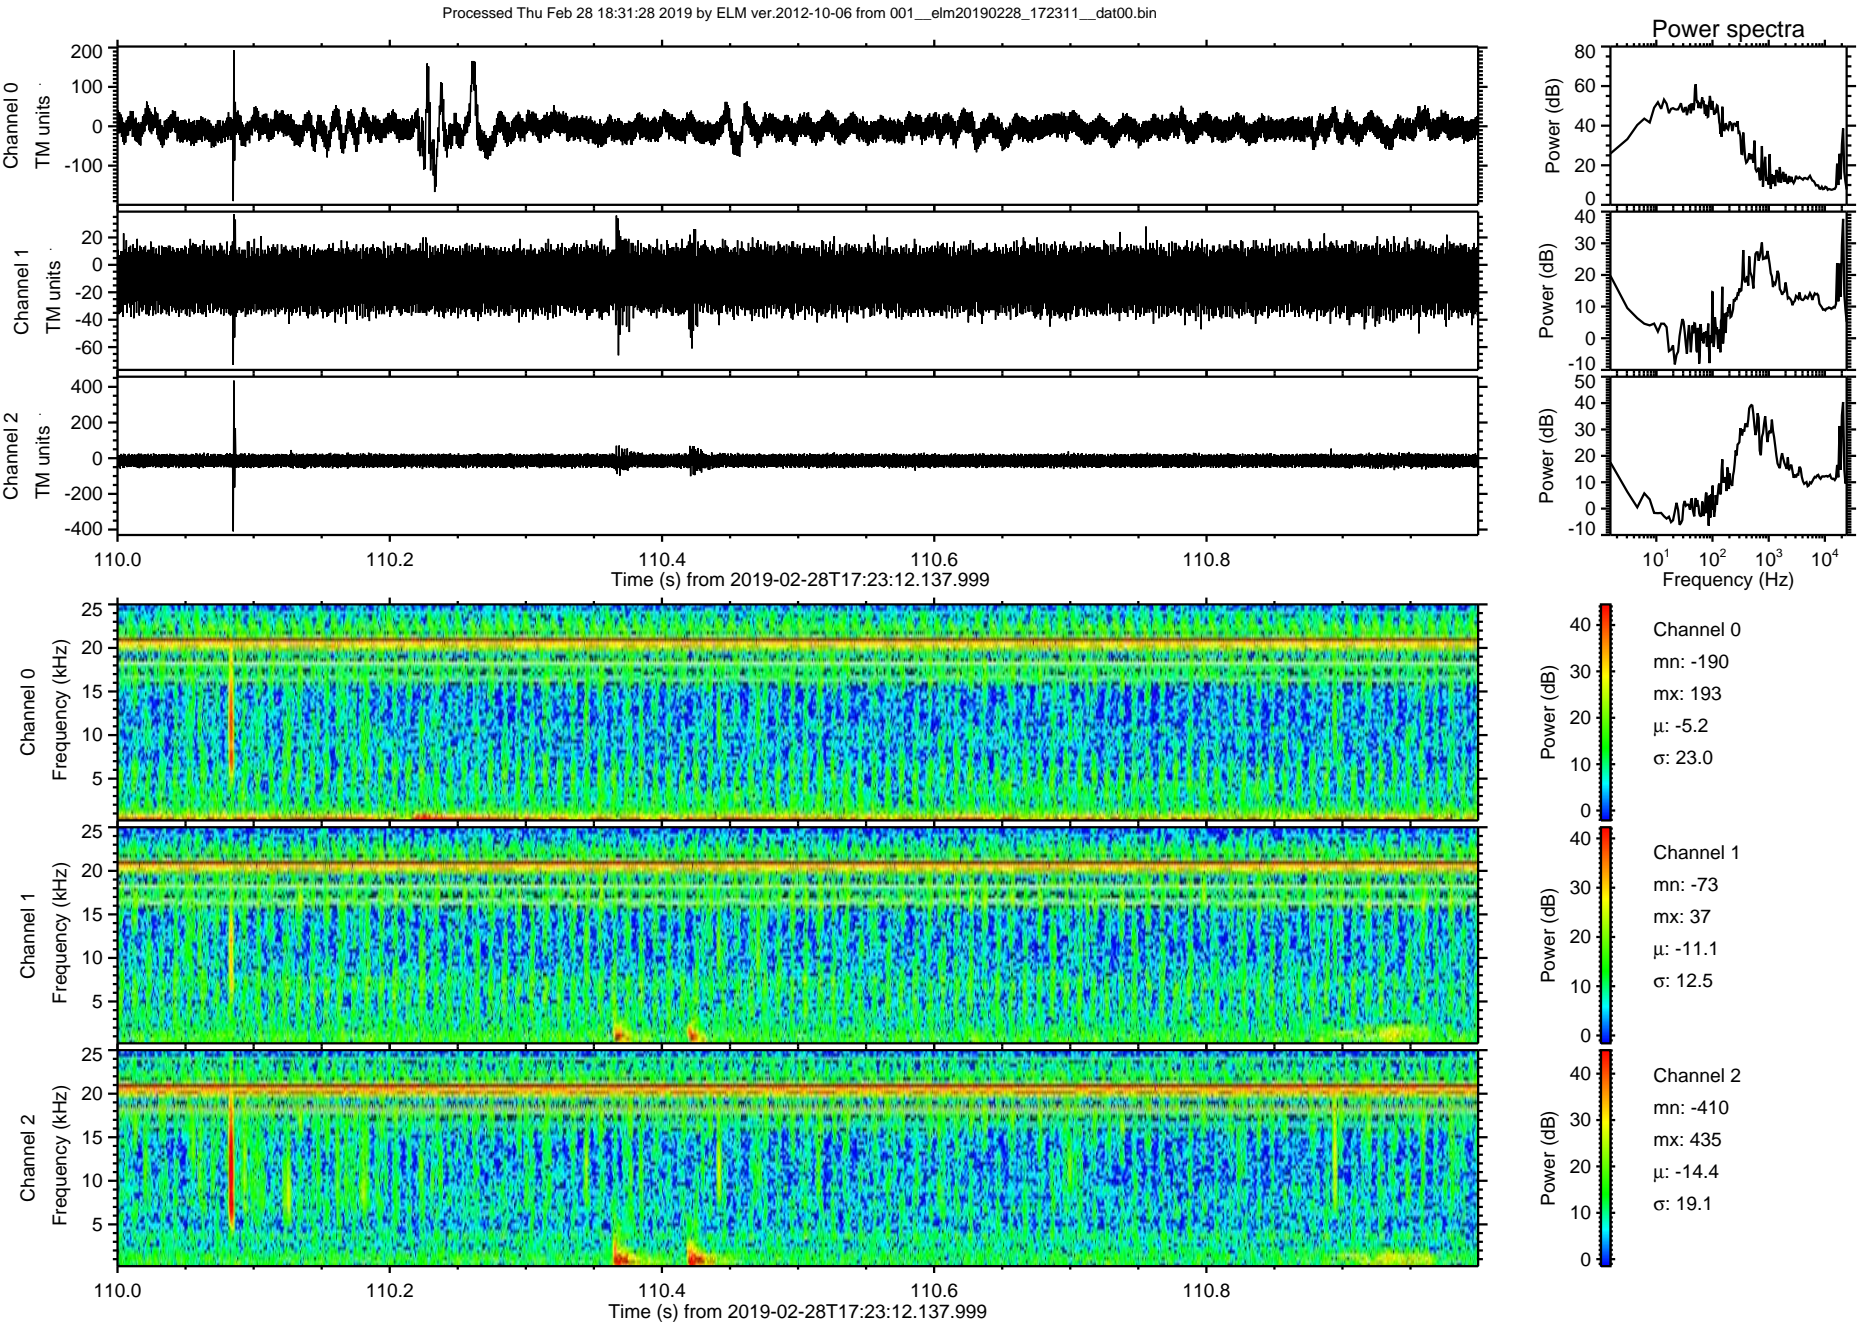 Processed Thu Feb 28 18:31:28 2019 by ELM ver.2012-10-06 from 001__elm20190228_172311__dat00.bin
Power spectra
Channel 0
TM units
200
100
0
-100
Power (dB)
80
60
40
20
0
Channel 1
TM units
20
0
-20
-40
-60
Power (dB)
40
30
20
10
0
-10
Channel 2
TM units
400
200
0
-200
-400
Power (dB)
50
40
30
20
10
0
-10
110.0 110.2 110.4 110.6 110.8
Time (s) from 2019-02-28T17:23:12.137.999
10^1 10^2 10^3 10^4
Frequency (Hz)
Channel 0
Frequency (kHz)
25
20
15
10
5
Power (dB)
40
30
20
10
0
Channel 0
mn: -190
mx: 193
µ: -5.2
σ: 23.0
Channel 1
Frequency (kHz)
25
20
15
10
5
Power (dB)
40
30
20
10
0
Channel 1
mn: -73
mx: 37
µ: -11.1
σ: 12.5
Channel 2
Frequency (kHz)
25
20
15
10
5
Power (dB)
40
30
20
10
0
Channel 2
mn: -410
mx: 435
µ: -14.4
σ: 19.1
110.0 110.2 110.4 110.6 110.8
Time (s) from 2019-02-28T17:23:12.137.999